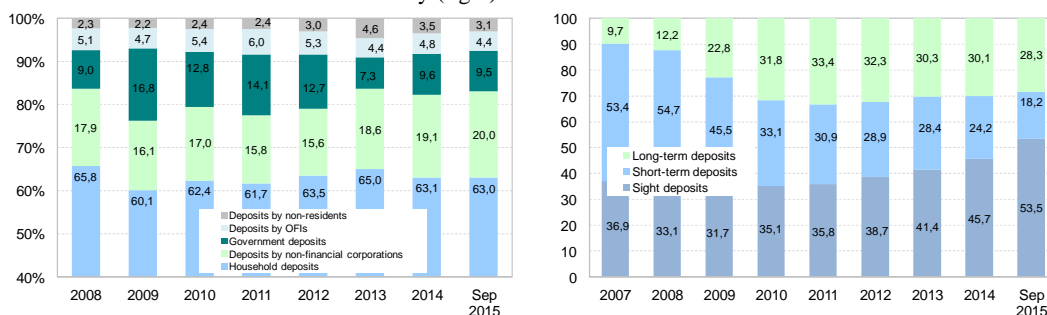 2,3 2,2 2,4 2,4 3,0 4,6 3,5 3,1
5,1 4,7 5,4 6,0 5,3 4,4 4,8 4,4
9,0 16,8 12,8 14,1 12,7 7,3 9,6 9,5
17,9 16,1 17,0 15,8 15,6 18,6 19,1 20,0
65,8 60,1 62,4 61,7 63,5 65,0 63,1 63,0
100%
90%
80%
70%
60%
50%
40%
Deposits by non-residents
Deposits by OFIs
Government deposits
Deposits by non-financial corporations
Household deposits
2008 2009 2010 2011 2012 2013 2014 Sep
2015
100
90
80
70
60
50
40
30
20
10
0
9,7 12,2 22,8 31,8 33,4 32,3 30,3 30,1 28,3
53,4 54,7 45,5 33,1 30,9 28,9 28,4 24,2 18,2
36,9 33,1 31,7 35,1 35,8 38,7 41,4 45,7 53,5
Long-term deposits
Short-term deposits
Sight deposits
2007 2008 2009 2010 2011 2012 2013 2014 Sep
2015